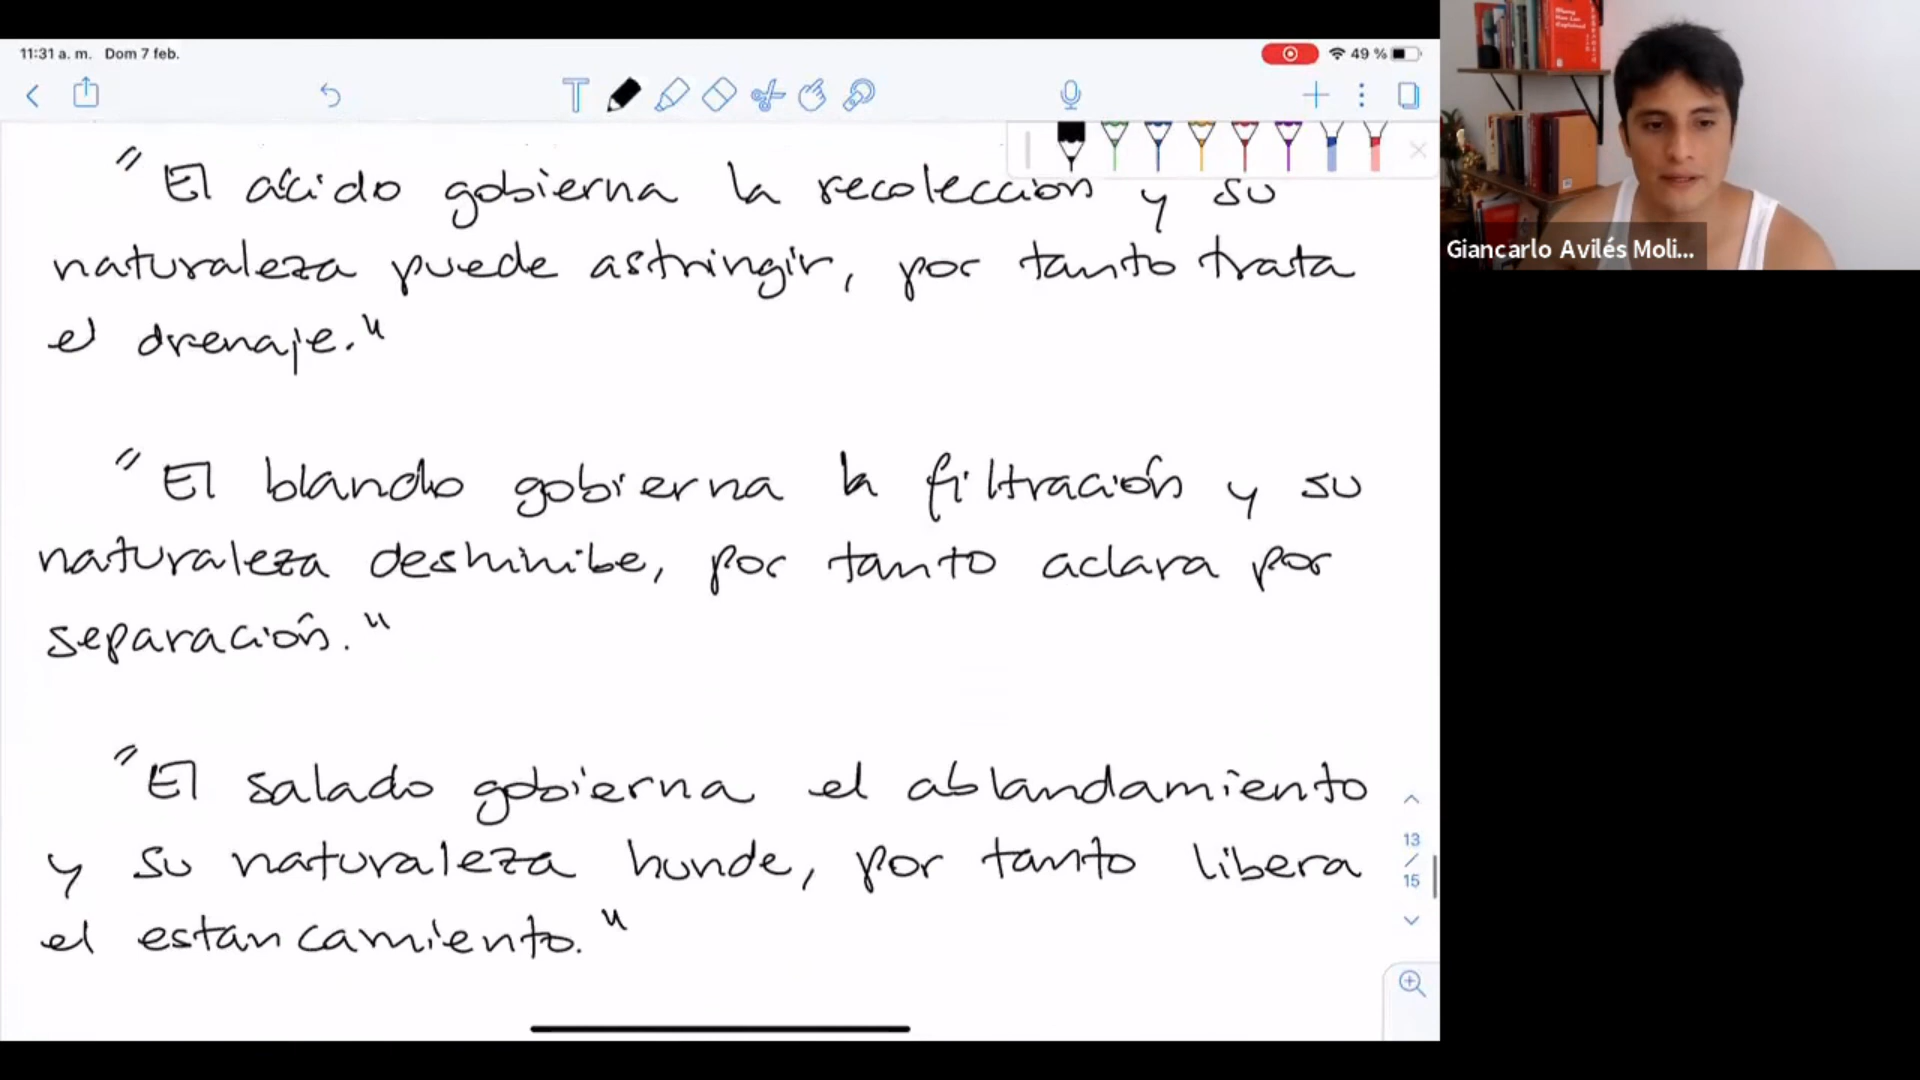 11:31 a. m. Dom 7 feb.
49 %
"El ácido gobierna la recolección y su
naturaleza puede astringir, por tanto trata
el drenaje."
"El blando gobierna la filtración y su
naturaleza deshinibe, por tanto aclara por
separación."
"El salado gobierna el ablandamiento
y su naturaleza hunde, por tanto libera
el estancamiento."
13
/
15
Giancarlo Avilés Moli...